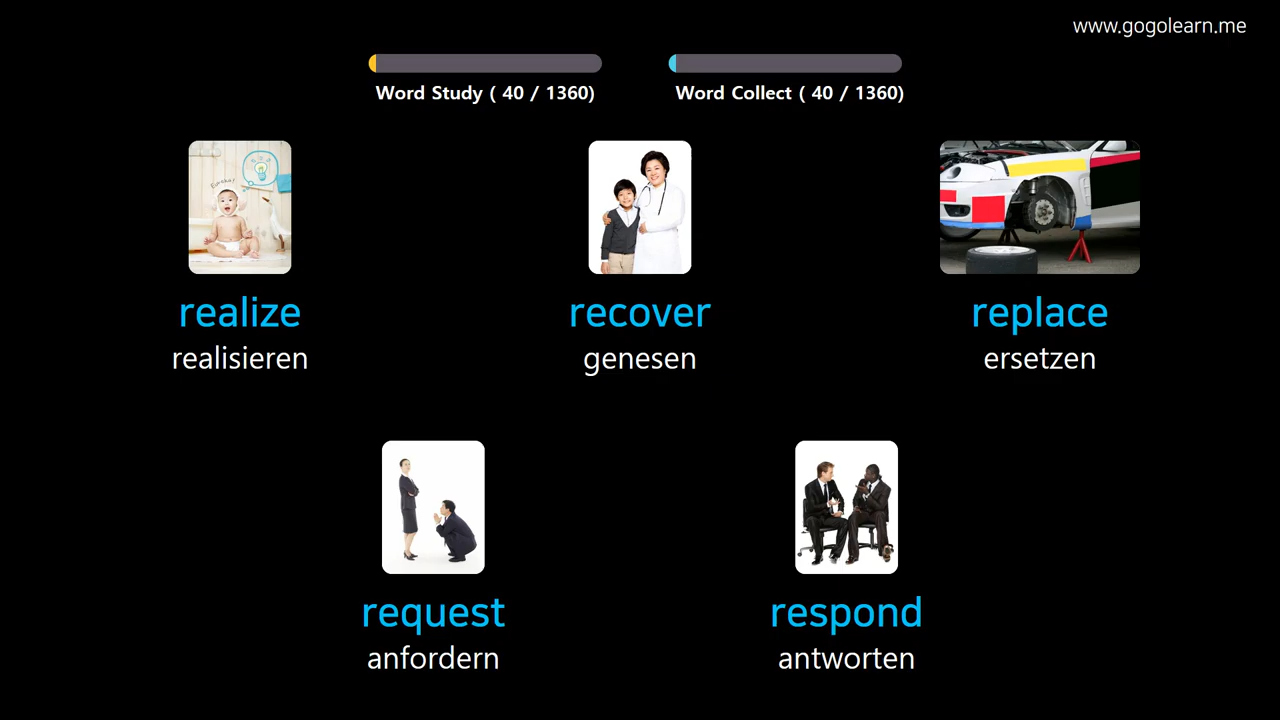 www.gogolearn.me
Word Study ( 40 / 1360)
Word Collect ( 40 / 1360)
Eureka!
realize
realisieren
recover
genesen
replace
ersetzen
request
anfordern
respond
antworten